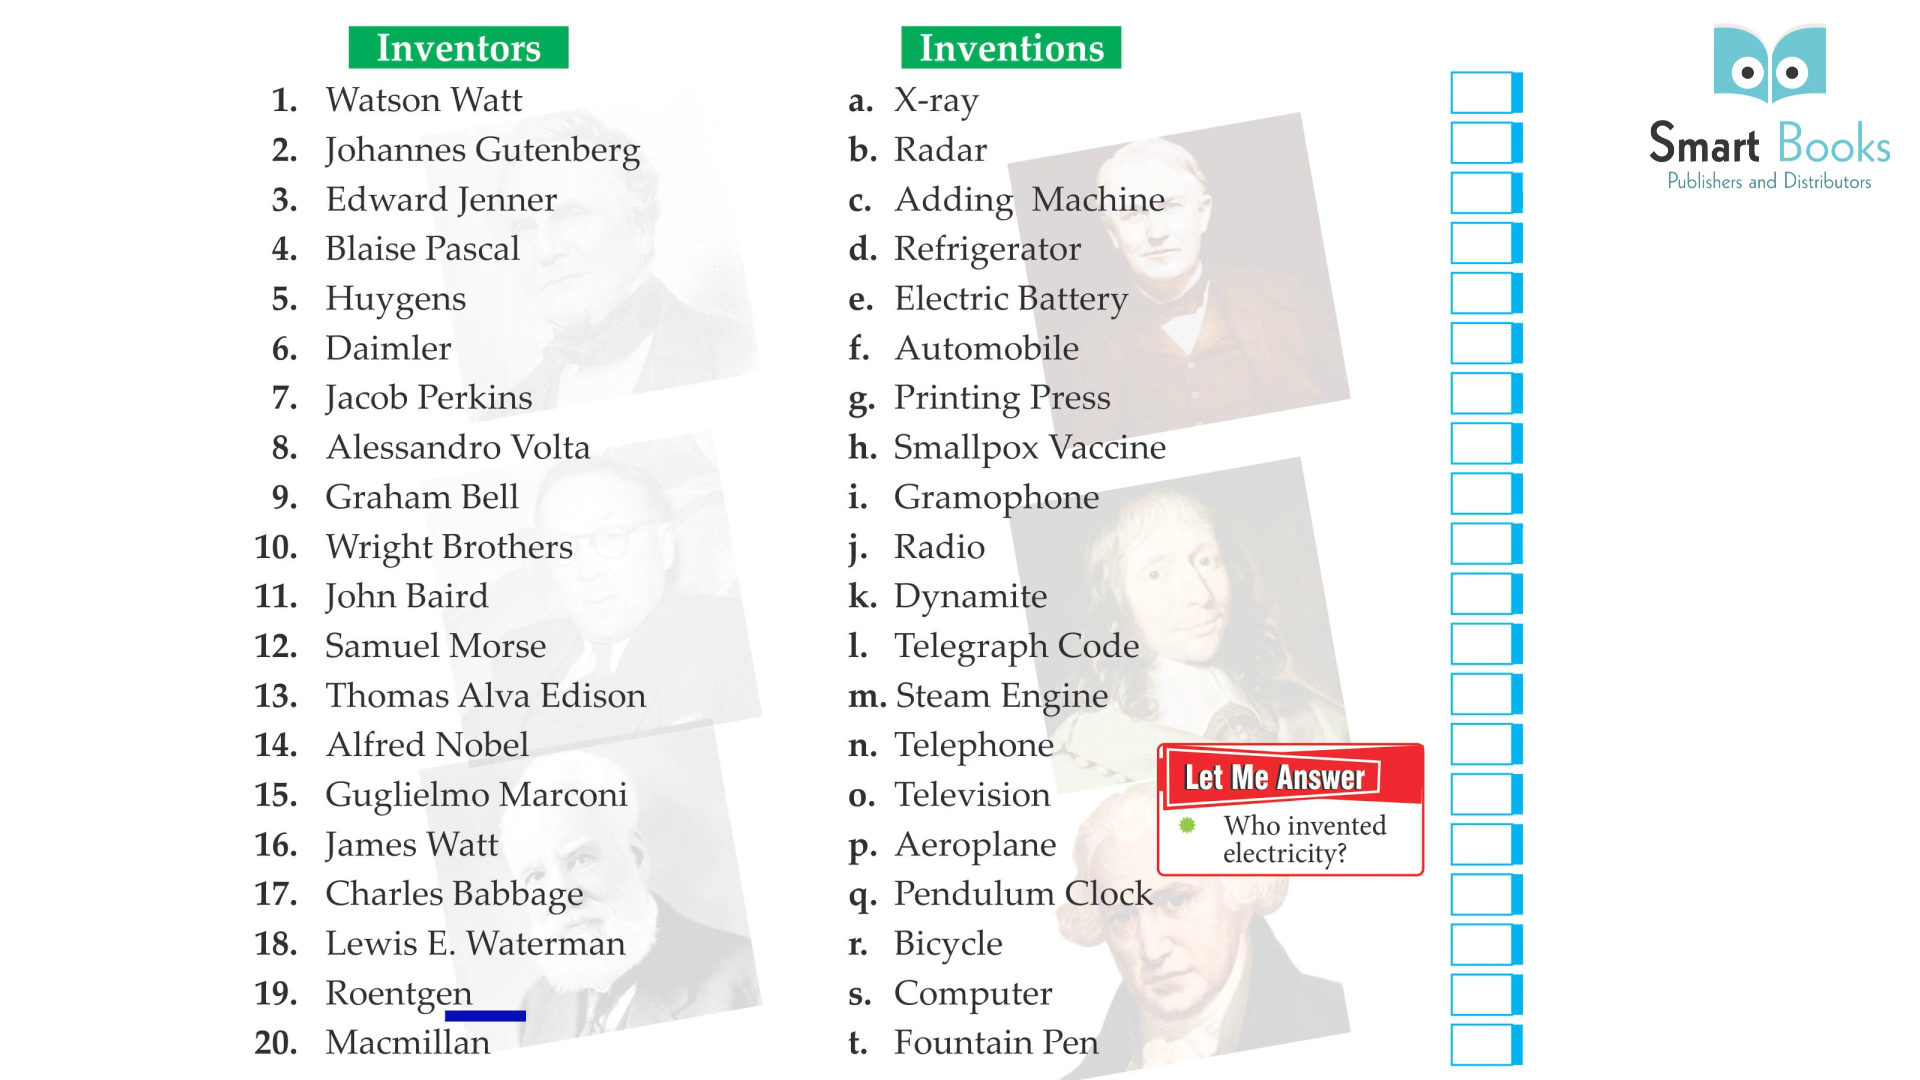 Inventors Inventions
1. Watson Watt a. X-ray
2. Johannes Gutenberg b. Radar
3. Edward Jenner c. Adding Machine
4. Blaise Pascal d. Refrigerator
5. Huygens e. Electric Battery
6. Daimler f. Automobile
7. Jacob Perkins g. Printing Press
8. Alessandro Volta h. Smallpox Vaccine
9. Graham Bell i. Gramophone
10. Wright Brothers j. Radio
11. John Baird k. Dynamite
12. Samuel Morse l. Telegraph Code
13. Thomas Alva Edison m. Steam Engine
14. Alfred Nobel n. Telephone
15. Guglielmo Marconi o. Television
16. James Watt p. Aeroplane
17. Charles Babbage q. Pendulum Clock
18. Lewis E. Waterman r. Bicycle
19. Roentgen s. Computer
20. Macmillan t. Fountain Pen
Let Me Answer
Who invented
electricity?
Smart Books
Publishers and Distributors